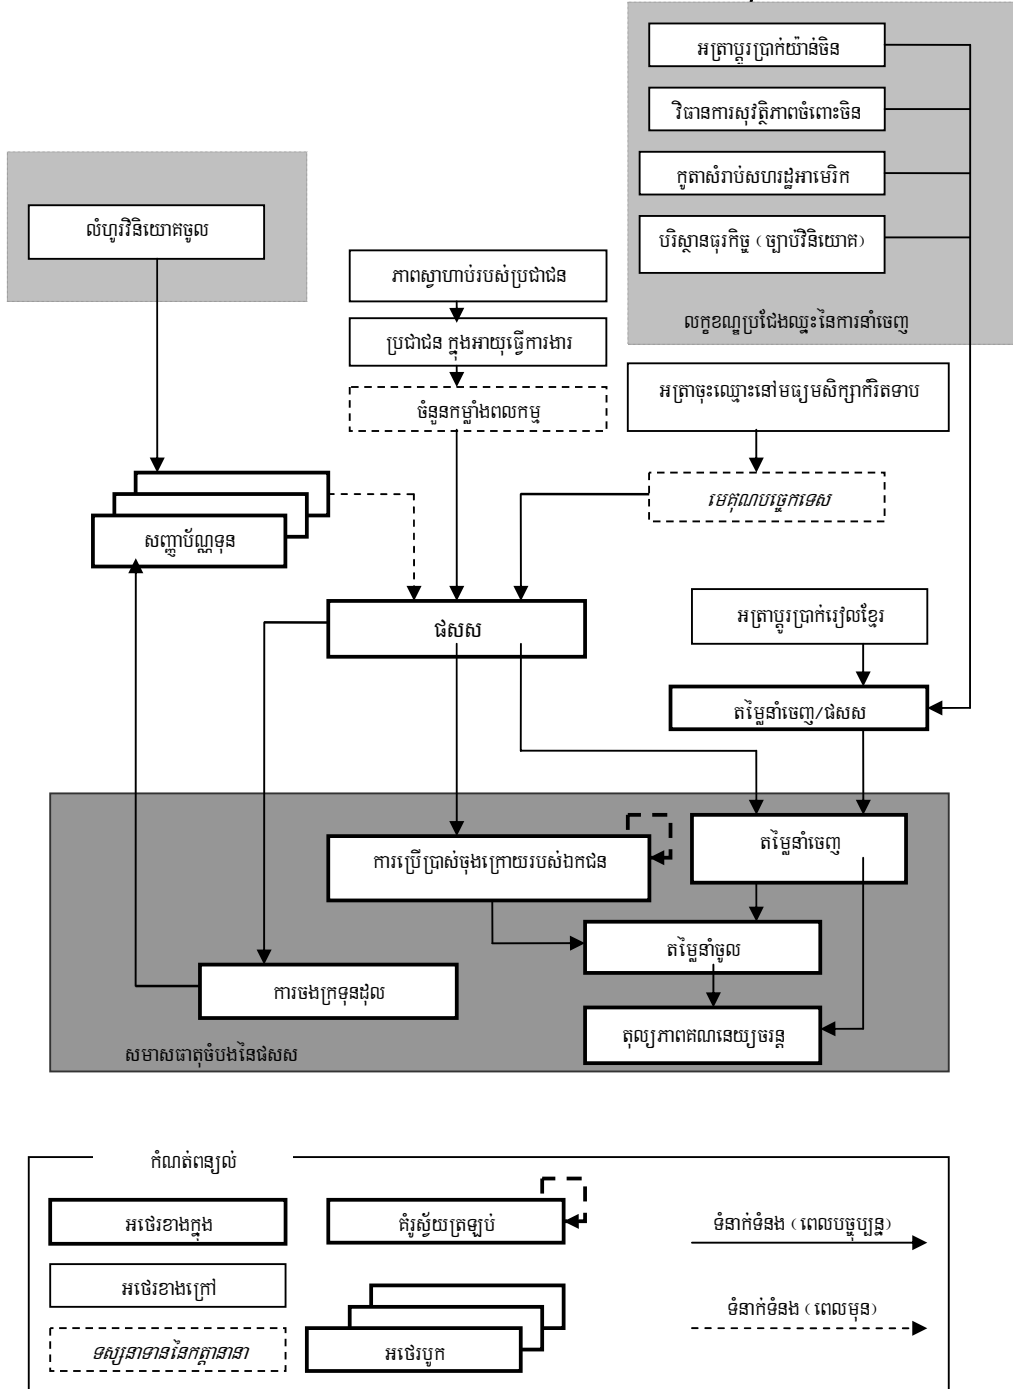 អត្រាប្តូរប្រាក់យ៉ាន់ចិន
វិធានការសុវត្ថិភាពចំពោះចិន
កូតាសំរាប់សហរដ្ឋអាមេរិក
បរិស្ថានធុរកិច្ច (ច្បាប់វិនិយោគ)
លក្ខខណ្ឌប្រជែងឈ្នះនៃការនាំចេញ
លំហូរវិនិយោគចូល
ភាពស្លាហាប់របស់ប្រជាជន
ប្រជាជន ក្នុងអាយុធ្វើការងារ
ចំនួនកម្លាំងពលកម្ម
អត្រាចុះឈ្មោះនៅមធ្យមសិក្សាកំរិតទាប
មេគុណបច្ចេកទេស
សញ្ញាប័ណ្ណទុន
ផសស
អត្រាប្តូរប្រាក់រៀលខ្មែរ
តម្លៃនាំចេញ/ផសស
ការប្រើប្រាស់ចុងក្រោយរបស់ឯកជន
តម្លៃនាំចេញ
តម្លៃនាំចូល
ការចងក្រទុនដុល
តុល្យភាពគណនេយ្យចរន្ត
សមាសធាតុចំបងនៃផសស
កំណត់ពន្យល់
អថេរខាងក្នុង
គំរូស្វ័យត្រឡប់
ទំនាក់ទំនង (ពេលបច្ចុប្បន្ន)
អថេរខាងក្រៅ
ទំនាក់ទំនង (ពេលមុន)
ទស្សនាទាននៃកត្តានានា
អថេរបូក